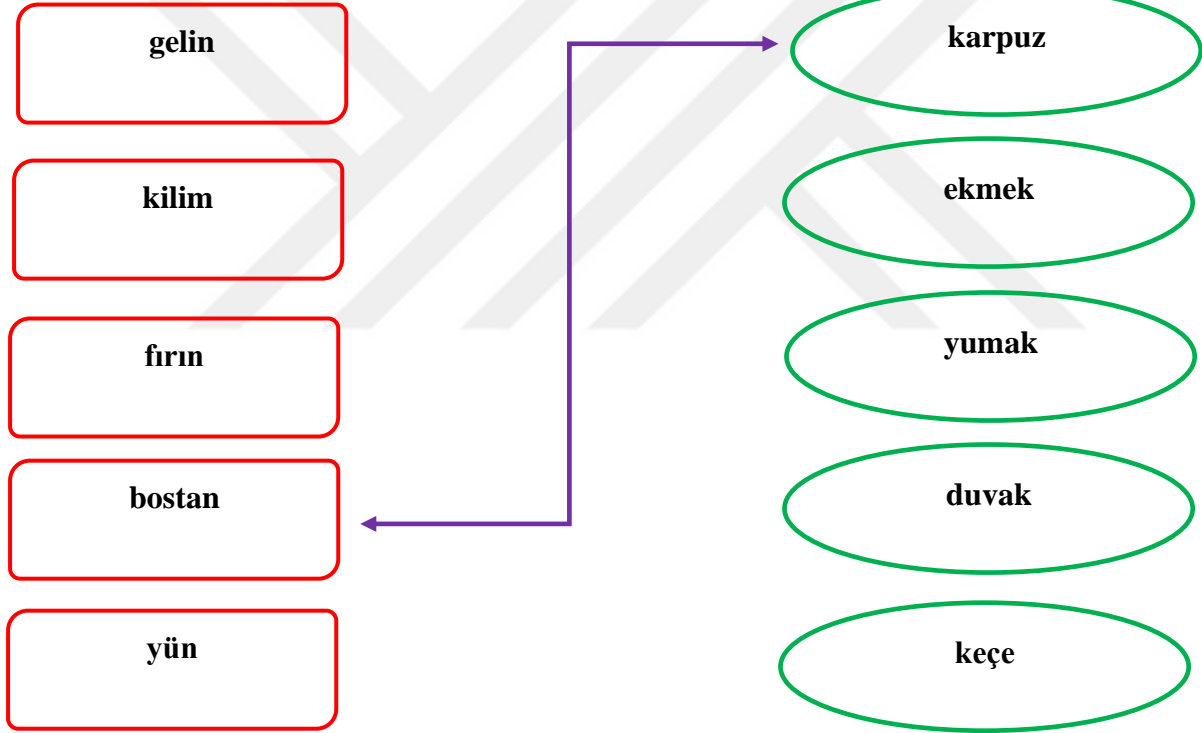 gelin
karpuz
kilim
ekmek
fırın
yumak
bostan
duvak
yün
keçe